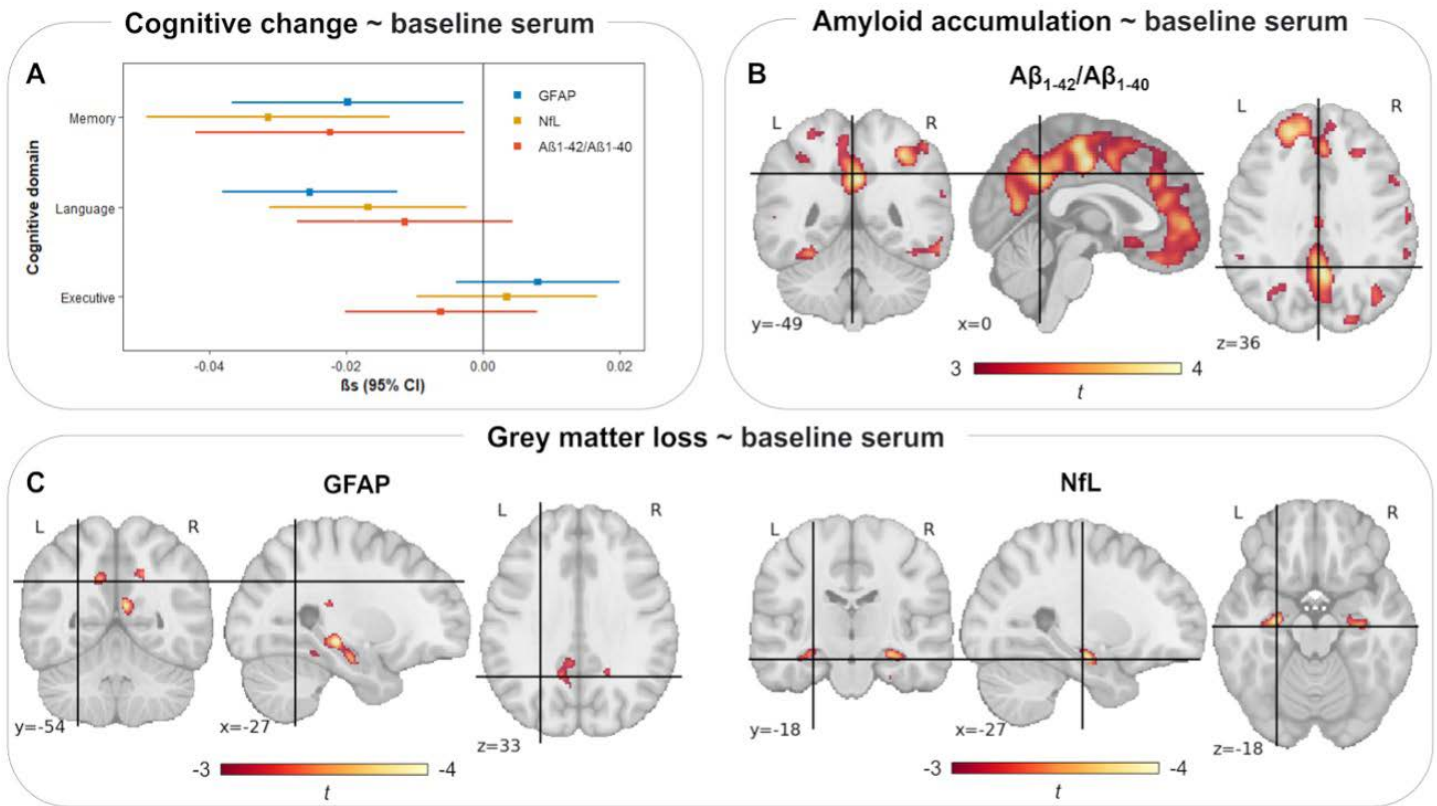 Cognitive change ~ baseline serum
A
GFAP
NfL
Aß1-42/Aß1-40
Memory
Language
Executive
Cognitive domain
-0.04 -0.02 0.00 0.02
ßs (95% CI)
Amyloid accumulation ~ baseline serum
B
Aβ1-42/Aβ1-40
L R L R
y=-49 x=0 z=36
3 4
t
Grey matter loss ~ baseline serum
C
GFAP
L R L R
y=-54 x=-27 z=33
-3 -4
t
NfL
L R L R
y=-18 x=-27 z=-18
-3 -4
t